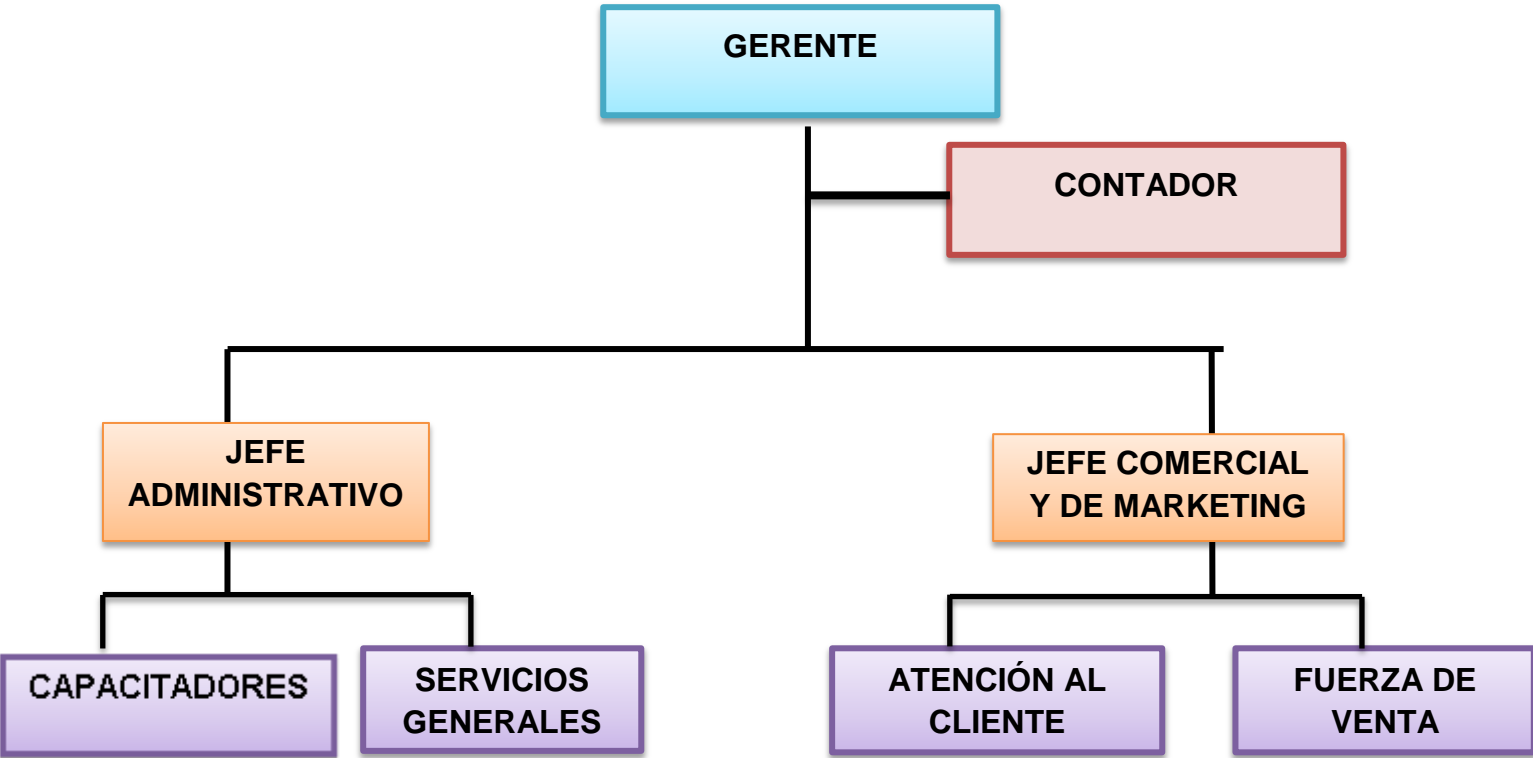 GERENTE
CONTADOR
JEFE
ADMINISTRATIVO
JEFE COMERCIAL
Y DE MARKETING
CAPACITADORES
SERVICIOS
GENERALES
ATENCIÓN AL
CLIENTE
FUERZA DE
VENTA